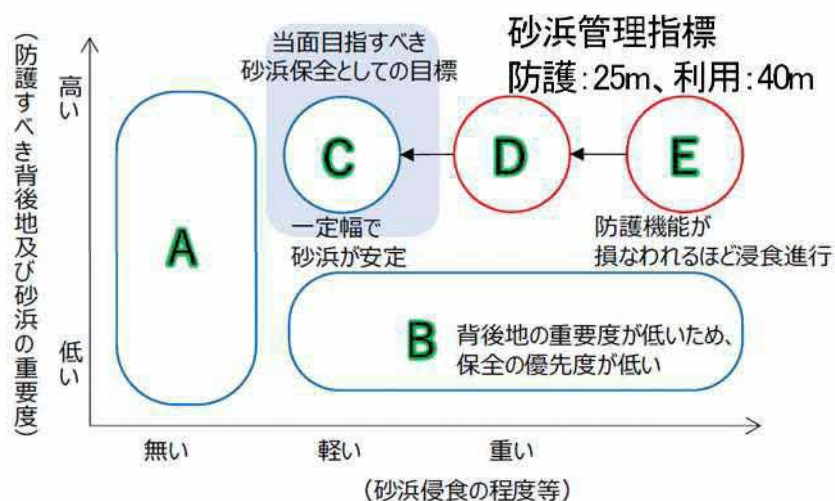 砂浜管理指標
防護：25m、利用：40m
当面目指すべき
砂浜保全としての目標
（防護すべき背後地及び砂浜の重要度）
高い
低い
A
C
D
E
一定幅で
砂浜が安定
防護機能が
損なわれるほど浸食進行
B
背後地の重要度が低いため、
保全の優先度が低い
無い
軽い
重い
（砂浜侵食の程度等）